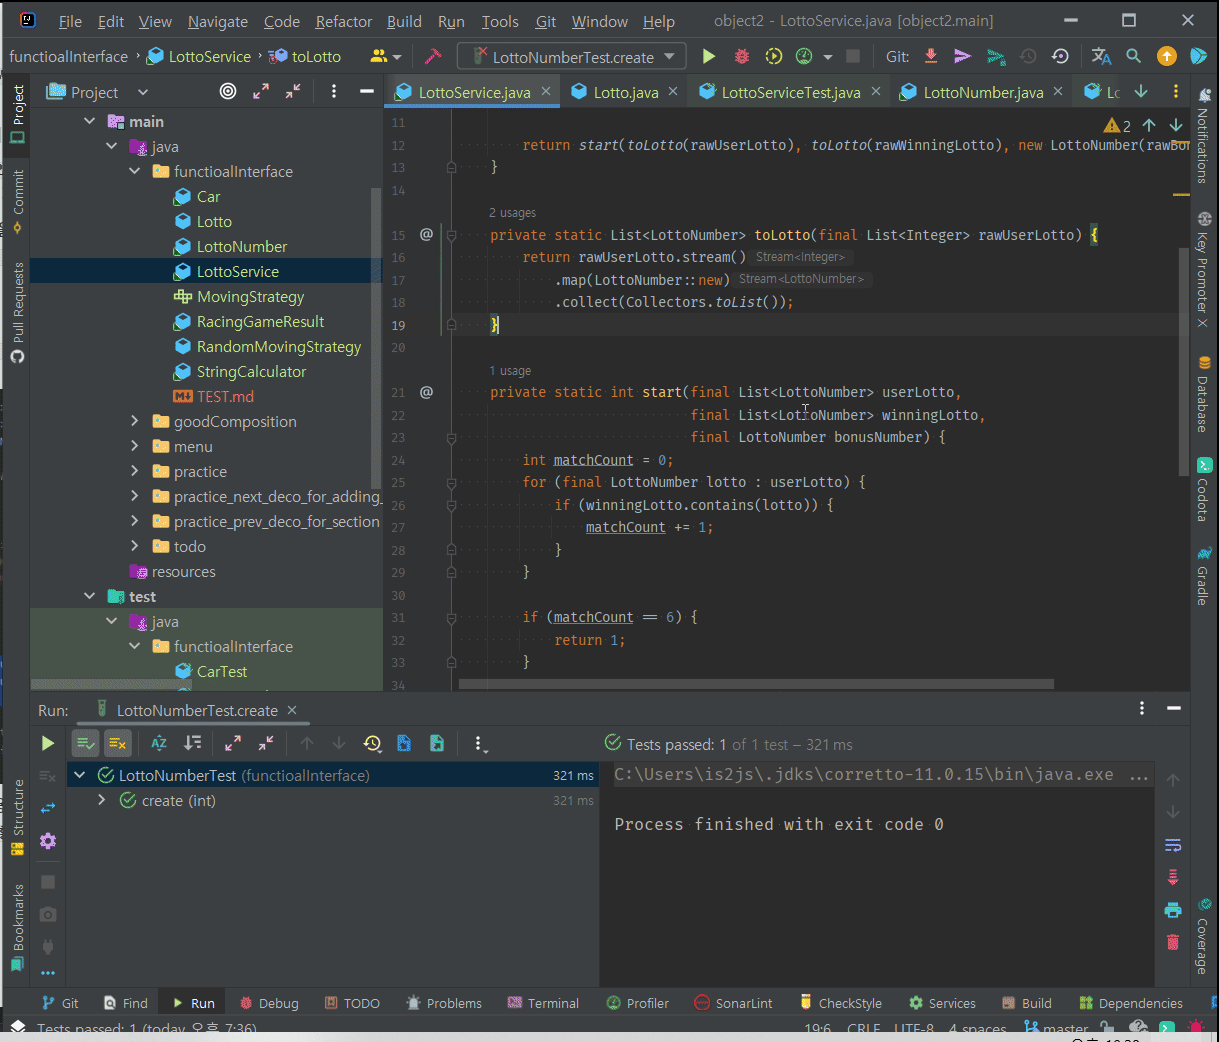 File Edit View Navigate Code Refactor Build Run Tools Git Window Help object2 - LottoService.java [object2.main]
functioalInterface LottoService toLotto LottoNumberTest.create Git:
Project
LottoService.java Lotto.java LottoServiceTest.java LottoNumber.java
main
java
functioalInterface
Car
Lotto
LottoNumber
LottoService
MovingStrategy
RacingGameResult
RandomMovingStrategy
StringCalculator
TEST.md
goodComposition
menu
practice
practice_next_deco_for_adding_
practice_prev_deco_for_section
todo
resources
test
java
functioalInterface
CarTest
2
11
12 return start(toLotto(rawUserLotto), toLotto(rawWinningLotto), new LottoNumber(rawBon
13 }
14
2 usages
15 @ private static List<LottoNumber> toLotto(final List<Integer> rawUserLotto) {
16 return rawUserLotto.stream() Stream<Integer>
17 .map(LottoNumber::new) Stream<LottoNumber>
18 .collect(Collectors.toList());
19 }
20
1 usage
21 @ private static int start(final List<LottoNumber> userLotto,
22 final List<LottoNumber> winningLotto,
23 final LottoNumber bonusNumber) {
24 int matchCount = 0;
25 for (final LottoNumber lotto : userLotto) {
26 if (winningLotto.contains(lotto)) {
27 matchCount += 1;
28 }
29 }
30
31 if (matchCount == 6) {
32 return 1;
33 }
34
Project
Commit
Pull Requests
Structure
Bookmarks
Notifications
Key Promoter X
Database
Codota
Gradle
Coverage
Run: LottoNumberTest.create
Tests passed: 1 of 1 test – 321 ms
LottoNumberTest (functioalInterface) 321 ms
create (int) 321 ms
C:\Users\is2js\.jdks\corretto-11.0.15\bin\java.exe ...
Process finished with exit code 0
Git Find Run Debug TODO Problems Terminal Profiler SonarLint CheckStyle Services Build Dependencies
Tests passed: 1 (today 오후 7:36) 19:6 CRLF UTF-8 4 spaces master